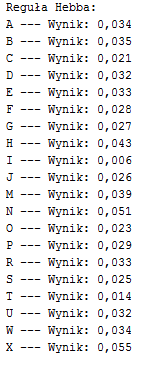 Reguła Hebba:
A --- Wynik: 0,034
B --- Wynik: 0,035
C --- Wynik: 0,021
D --- Wynik: 0,032
E --- Wynik: 0,033
F --- Wynik: 0,028
G --- Wynik: 0,027
H --- Wynik: 0,043
I --- Wynik: 0,006
J --- Wynik: 0,026
M --- Wynik: 0,039
N --- Wynik: 0,051
O --- Wynik: 0,023
P --- Wynik: 0,029
R --- Wynik: 0,033
S --- Wynik: 0,025
T --- Wynik: 0,014
U --- Wynik: 0,032
W --- Wynik: 0,034
X --- Wynik: 0,055